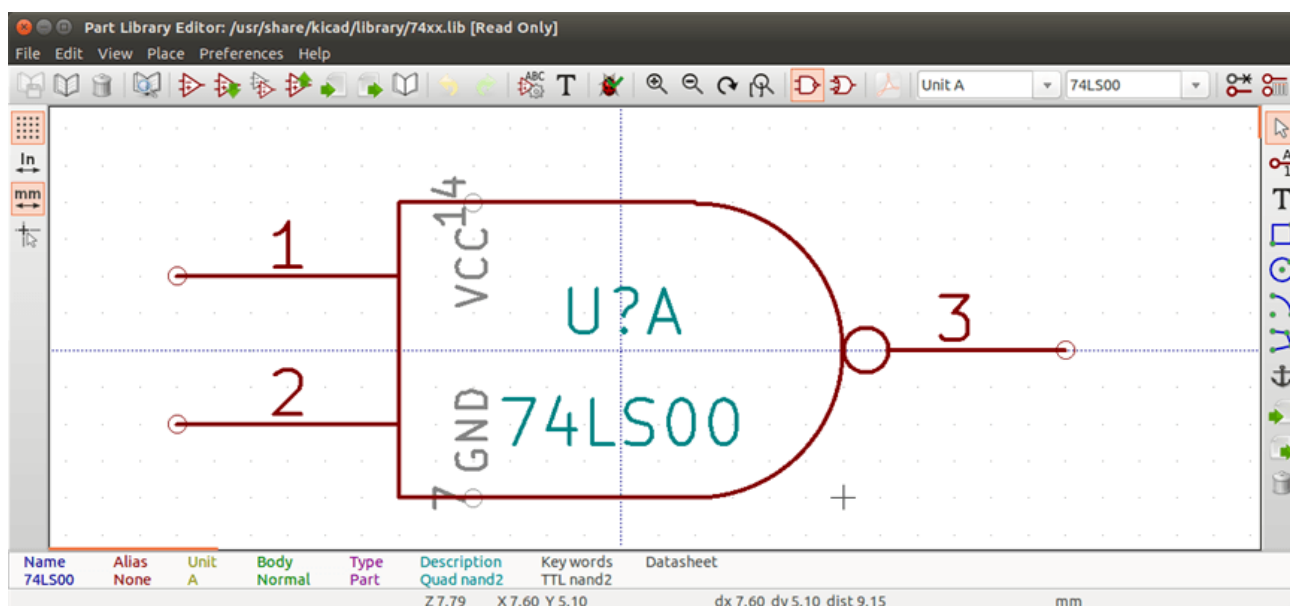 Part Library Editor: /usr/share/kicad/library/74xx.lib [Read Only]
File Edit View Place Preferences Help
ABC T Unit A 74LS00
In
mm
A
1
T
14
VCC
1
U?A
3
2
GND
74LS00
7
Name Alias Unit Body Type Description Key words Datasheet
74LS00 None A Normal Part Quad nand2 TTL nand2
Z 7.79 X 7.60 Y 5.10 dx 7.60 dy 5.10 dist 9.15 mm